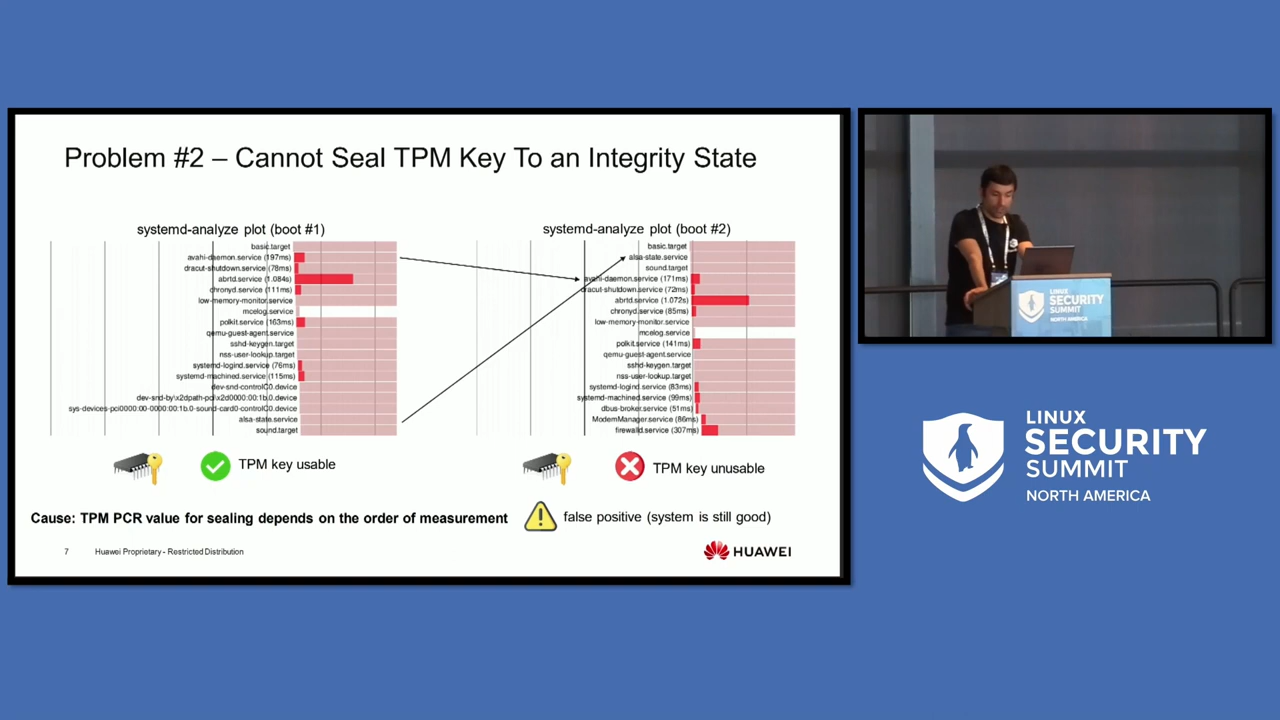 Problem #2 – Cannot Seal TPM Key To an Integrity State
systemd-analyze plot (boot #1)
basic.target
avahi-daemon.service (197ms)
dracut-shutdown.service (78ms)
abrtd.service (1.084s)
chronyd.service (111ms)
low-memory-monitor.service
mcelog.service
polkit.service (163ms)
qemu-guest-agent.service
sshd-keygen.target
nss-user-lookup.target
systemd-logind.service (76ms)
systemd-machined.service (115ms)
dev-snd-controlC0.device
dev-snd-by\x2dpath-pci\x2d0000:00:1b.0.device
sys-devices-pci0000:00-0000:00:1b.0-sound-card0-controlC0.device
alsa-state.service
sound.target
systemd-analyze plot (boot #2)
basic.target
alsa-state.service
sound.target
avahi-daemon.service (171ms)
dracut-shutdown.service (72ms)
abrtd.service (1.072s)
chronyd.service (85ms)
low-memory-monitor.service
mcelog.service
polkit.service (141ms)
qemu-guest-agent.service
sshd-keygen.target
nss-user-lookup.target
systemd-logind.service (83ms)
systemd-machined.service (99ms)
dbus-broker.service (51ms)
ModemManager.service (86ms)
firewalld.service (307ms)
TPM key usable
TPM key unusable
Cause: TPM PCR value for sealing depends on the order of measurement
false positive (system is still good)
7 Huawei Proprietary - Restricted Distribution
HUAWEI
LINUX
SECURITY
SUMMIT
NORTH AMERICA
LINUX
SECURITY
SUMMIT
NORTH AMERICA